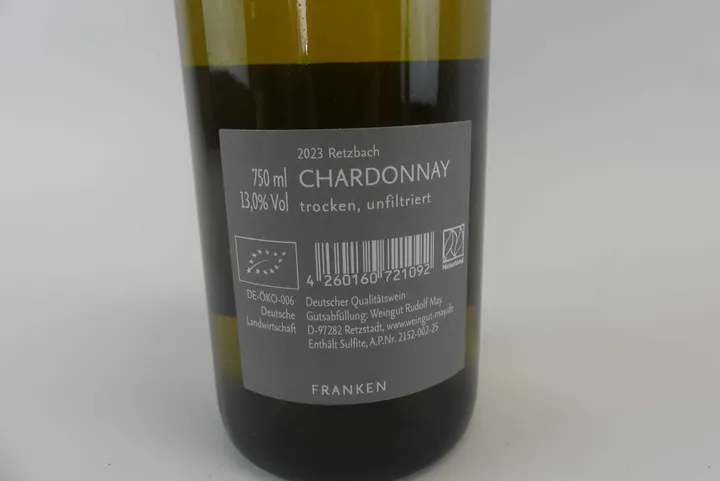 2023 Retzbach
750 ml CHARDONNAY
13,0% Vol trocken, unfiltriert
4 260160 721092
DE-ÖKO-006
Deutsche
Landwirtschaft
Deutscher Qualitätswein
Gutsabfüllung: Weingut Rudolf May
D-97282 Retzstadt, www.weingut-may.de
Enthält Sulfite, A.P.Nr. 2152-002-25
Naturland
FRANKEN